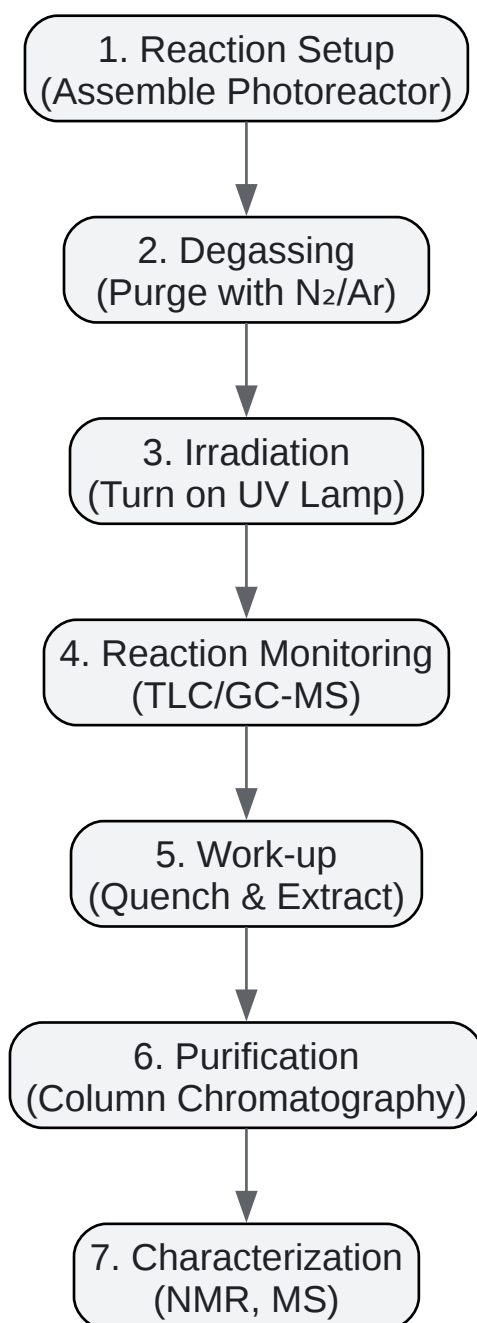 1. Reaction Setup
(Assemble Photoreactor)
2. Degassing
(Purge with N₂/Ar)
3. Irradiation
(Turn on UV Lamp)
4. Reaction Monitoring
(TLC/GC-MS)
5. Work-up
(Quench & Extract)
6. Purification
(Column Chromatography)
7. Characterization
(NMR, MS)